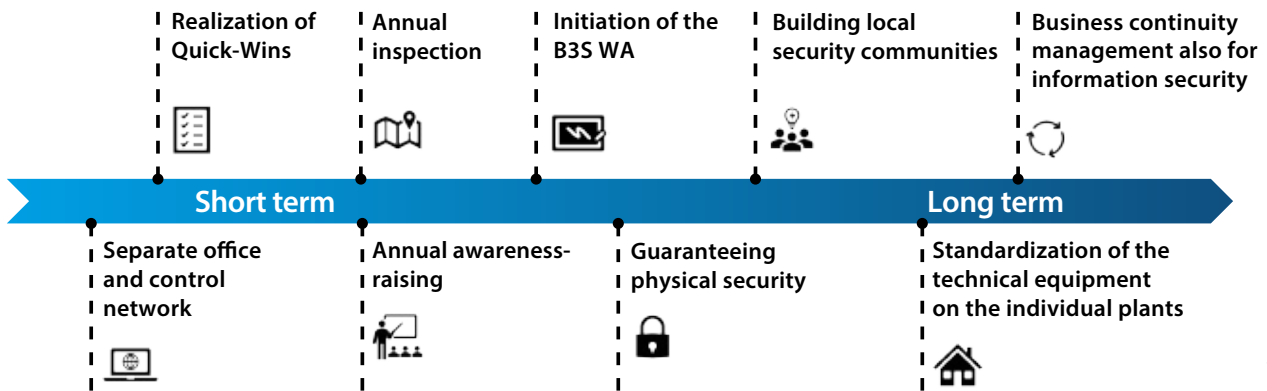 Realization of
Quick-Wins
Annual
inspection
Initiation of the
B3S WA
Building local
security communities
Business continuity
management also for
information security
Short term
Long term
Separate office
and control
network
Annual awareness-
raising
Guaranteeing
physical security
Standardization of the
technical equipment
on the individual plants